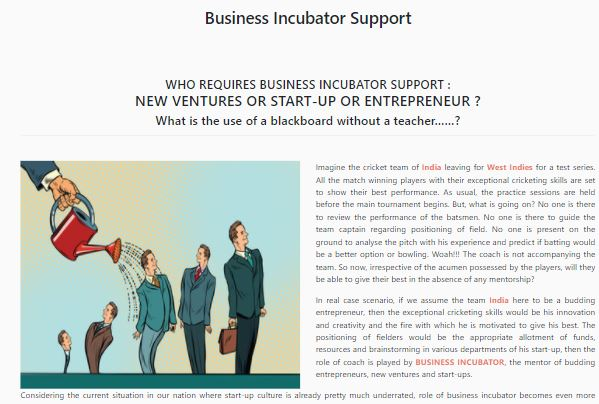 Business Incubator Support
WHO REQUIRES BUSINESS INCUBATOR SUPPORT :
NEW VENTURES OR START-UP OR ENTREPRENEUR ?
What is the use of a blackboard without a teacher......?
Imagine the cricket team of India leaving for West Indies for a test series.
All the match winning players with their exceptional cricketing skills are set
to show their best performance. As usual, the practice sessions are held
before the main tournament begins. But, what is going on? No one is there
to review the performance of the batsmen. No one is there to guide the
team captain regarding positioning of field. No one is present on the
ground to analyse the pitch with his experience and predict if batting would
be a better option or bowling. Woah!!! The coach is not accompanying the
team. So now, irrespective of the acumen possessed by the players, will they
be able to give their best in the absence of any mentorship?
In real case scenario, if we assume the team India here to be a budding
entrepreneur, then the exceptional cricketing skills would be his innovation
and creativity and the fire with which he is motivated to give his best. The
positioning of fielders would be the appropriate allotment of funds,
resources and brainstorming in various departments of his start-up, then the
role of coach is played by BUSINESS INCUBATOR, the mentor of budding
entrepreneurs, new ventures and start-ups.
Considering the current situation in our nation where start-up culture is already pretty much underrated, role of business incubator becomes even more